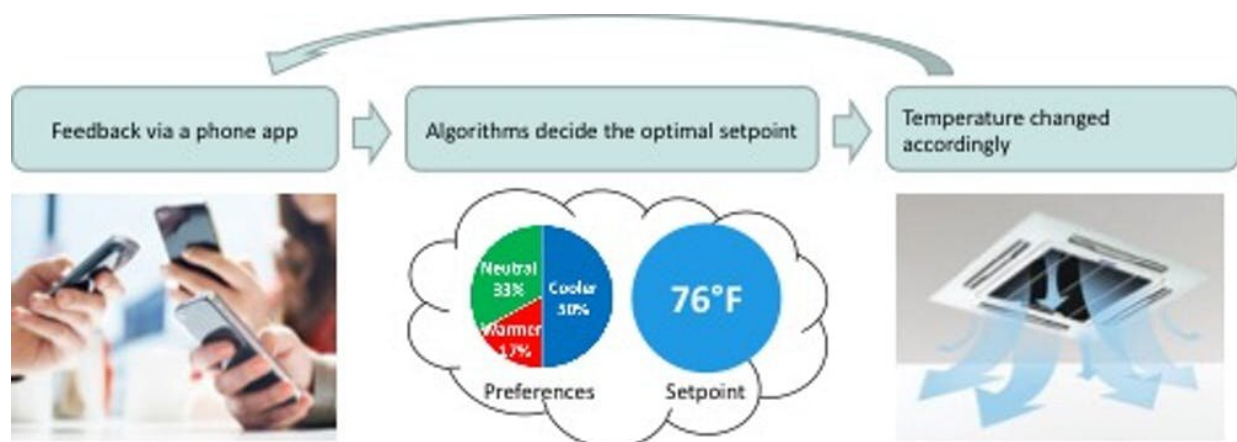 Feedback via a phone app
Algorithms decide the optimal setpoint
Temperature changed
accordingly
Neutral
33%
Cooler
50%
Warmer
17%
76°F
Preferences
Setpoint